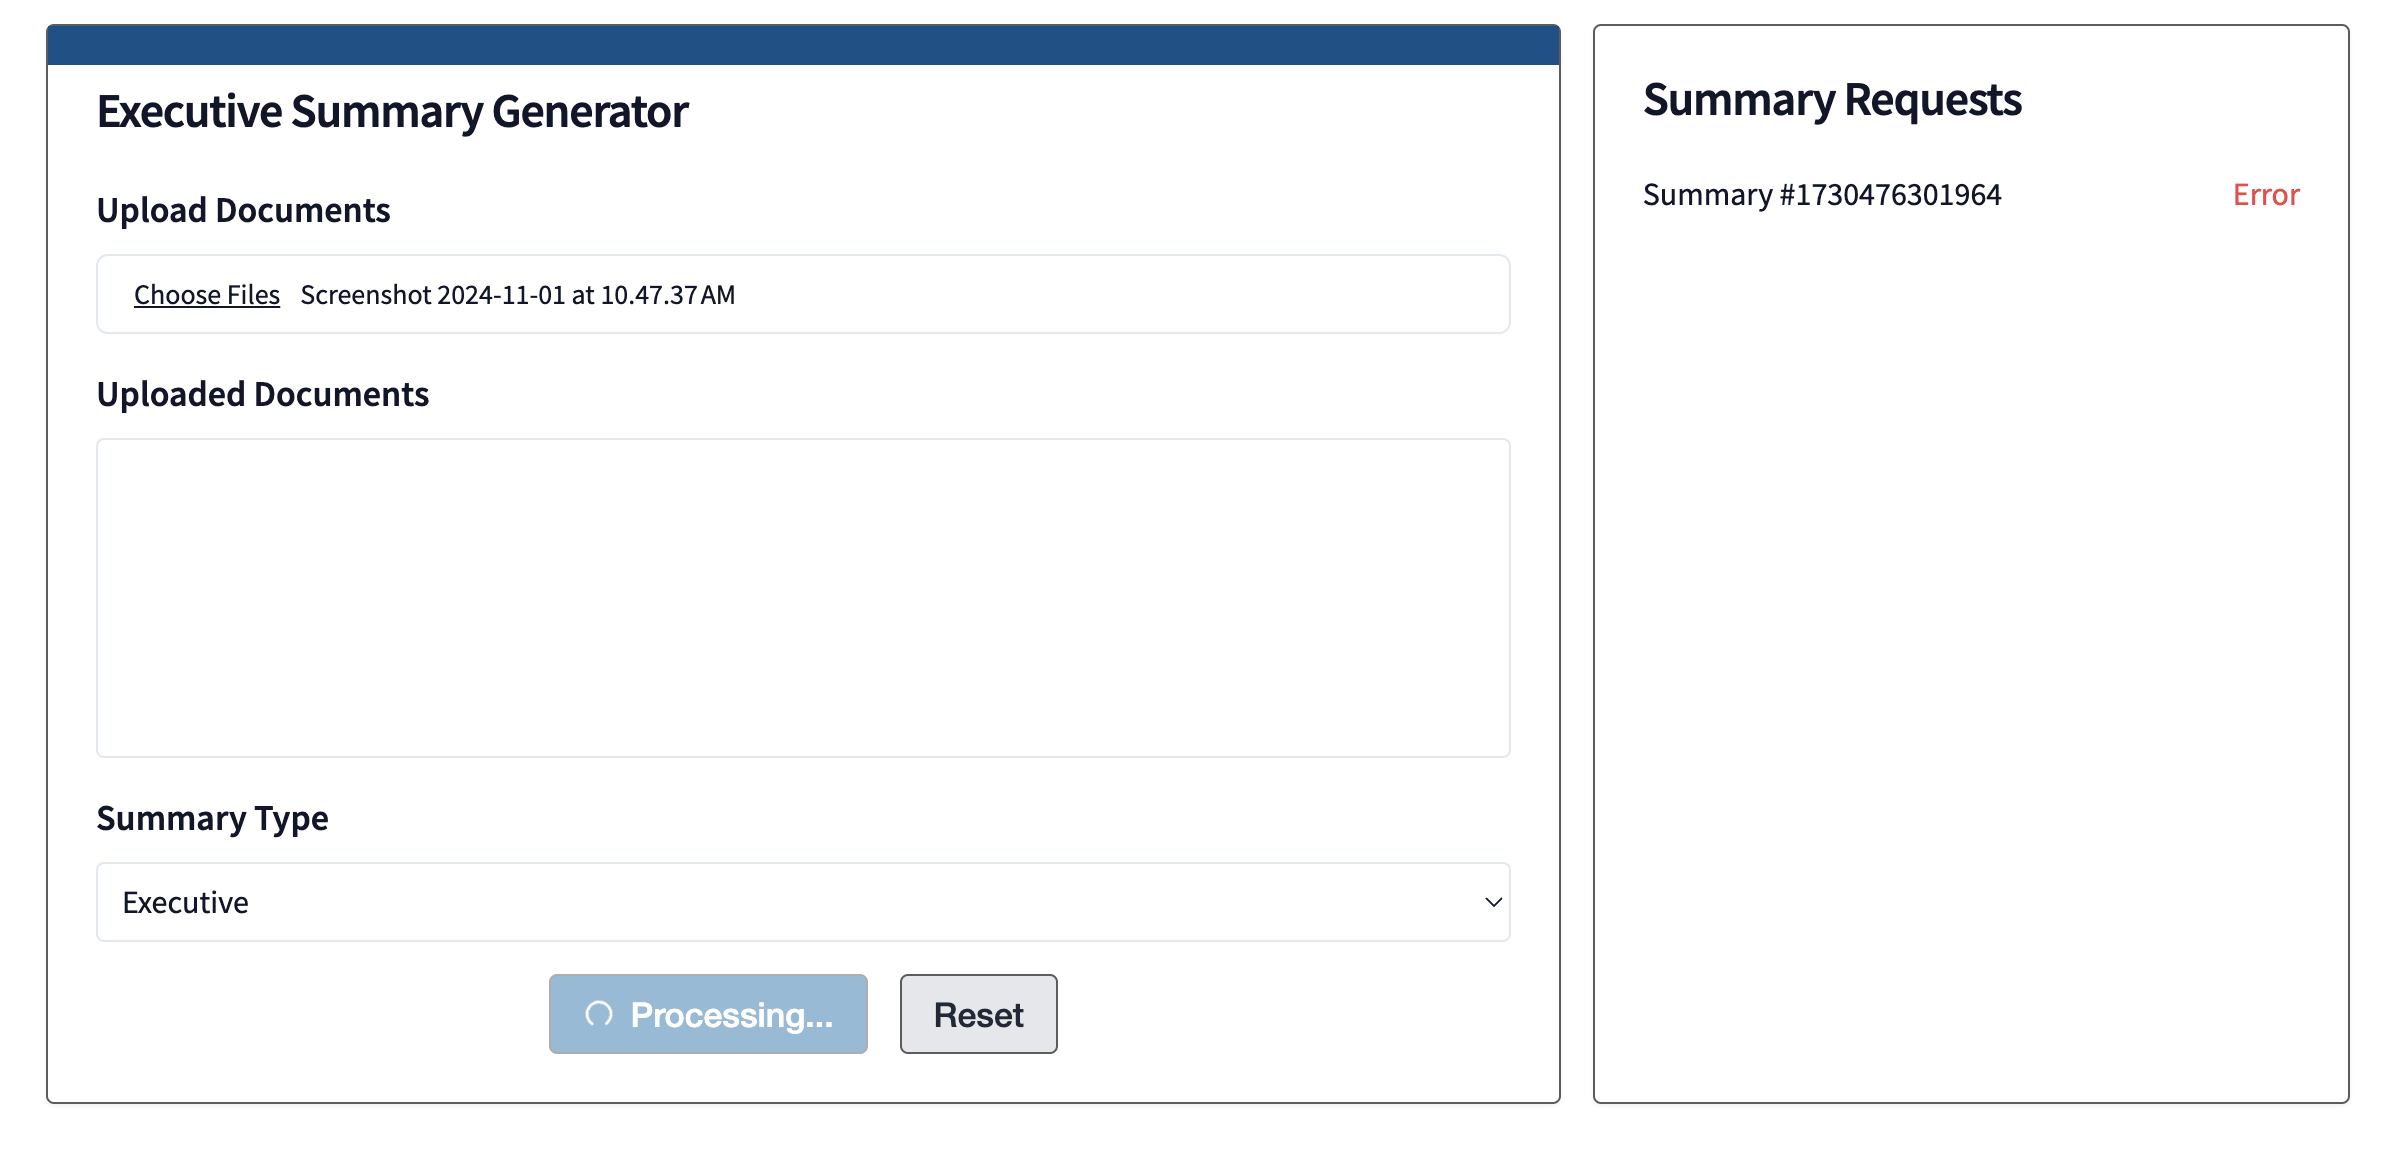 Executive Summary Generator
Upload Documents
Choose Files Screenshot 2024-11-01 at 10.47.37 AM
Uploaded Documents
Summary Type
Executive
Processing...
Reset
Summary Requests
Summary #1730476301964
Error